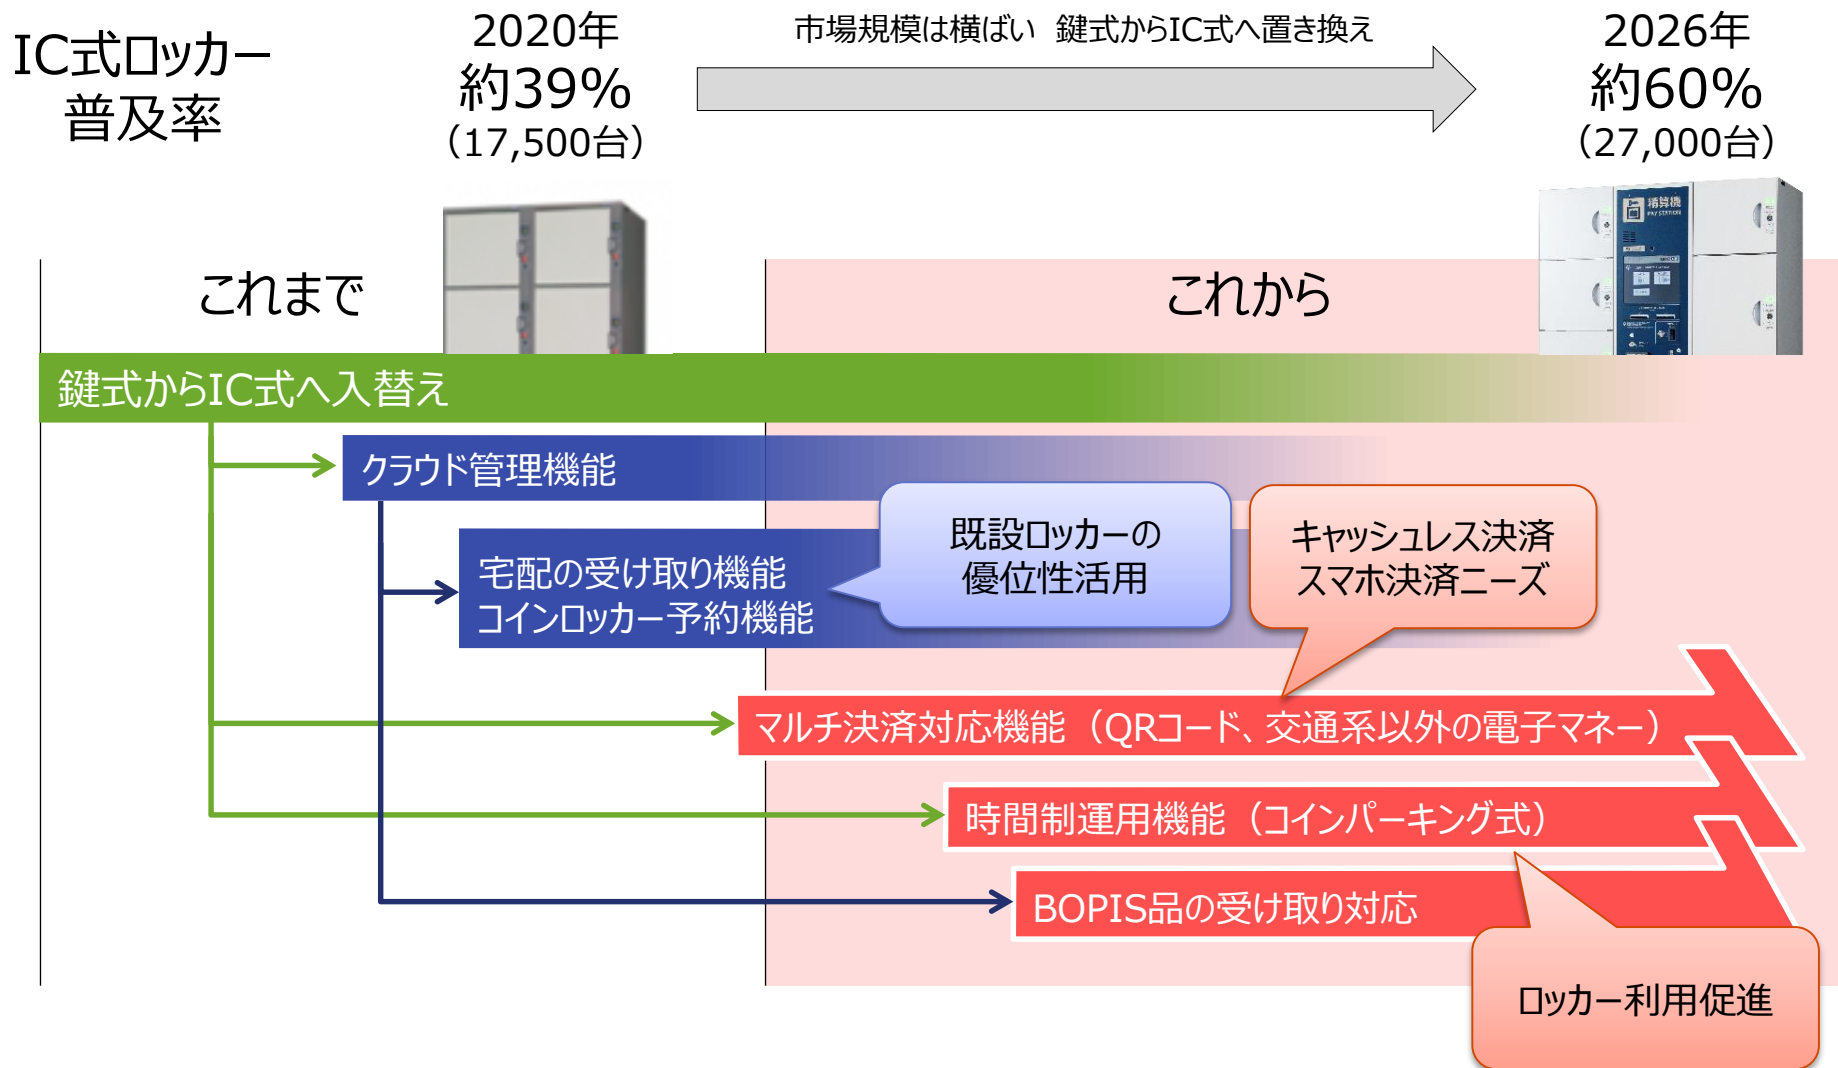 IC式ロッカー
普及率
2020年
約39%
（17,500台）
市場規模は横ばい 鍵式からIC式へ置き換え
2026年
約60%
（27,000台）
精算機
PAY STATION
これまで
これから
鍵式からIC式へ入替え
クラウド管理機能
宅配の受け取り機能
コインロッカー予約機能
既設ロッカーの
優位性活用
キャッシュレス決済
スマホ決済ニーズ
マルチ決済対応機能（QRコード、交通系以外の電子マネー）
時間制運用機能（コインパーキング式）
BOPIS品の受け取り対応
ロッカー利用促進